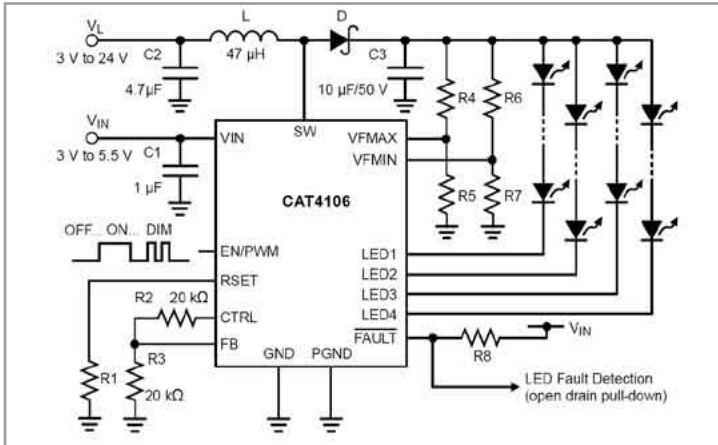 VL
3 V to 24 V
C2
4.7µF
L
47 µH
D
C3
10 µF/50 V
R4
R6
SW
VIN
3 V to 5.5 V
C1
1 µF
VIN
VFMAX
VFMIN
R5
R7
CAT4106
OFF... ON... DIM
EN/PWM
LED1
LED2
LED3
LED4
RSET
R2
20 kΩ
CTRL
FB
FAULT
R8
VIN
R1
R3
20 kΩ
GND
PGND
LED Fault Detection
(open drain pull-down)